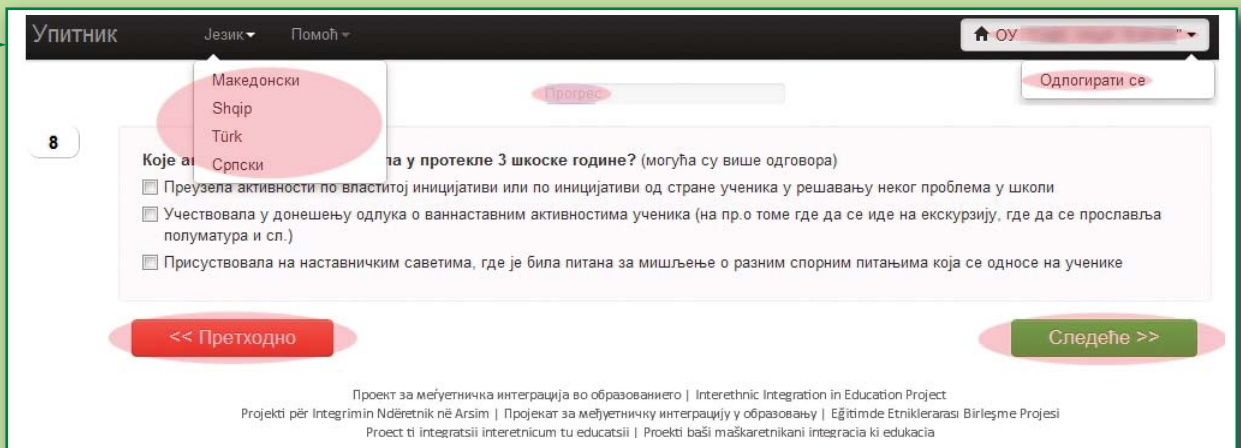 Упитник Језик Помоћ ОУ "
Македонски
Shqip
Türk
Српски
Прогрес
Одлогирати се
8
Које а ла у протекле 3 шкоске године? (могућа су више одговора)
Преузела активности по властитој иницијативи или по иницијативи од стране ученика у решавању неког проблема у школи
Учествовала у доношењу одлука о ваннаставним активностима ученика (на пр.о томе где да се иде на екскурзију, где да се прославља
полуматура и сл.)
Присуствовала на наставничким саветима, где је била питана за мишљење о разним спорним питањима која се односе на ученике
<< Претходно
Следеће >>
Проект за меѓуетничка интеграција во образованието | Interethnic Integration in Education Project
Projekti për Integrimin Ndëretnik në Arsim | Пројекат за међуетничку интеграцију у образовању | Eğitimde Etniklerarası Birleşme Projesi
Proect ti integratsii interetnicum tu educatsii | Proekti baši maškaretnikani integracia ki edukacia